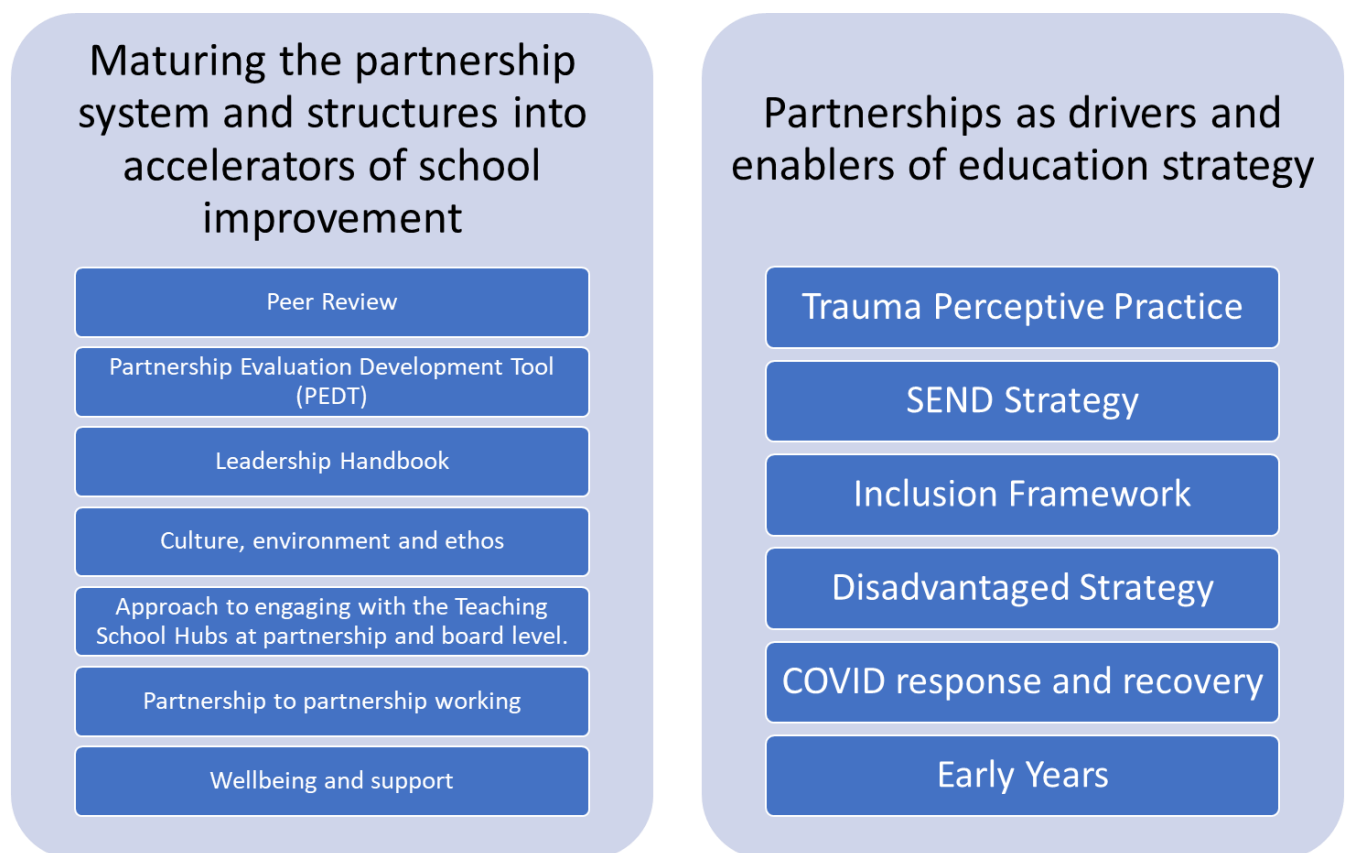 Maturing the partnership
system and structures into
accelerators of school
improvement
Peer Review
Partnership Evaluation Development Tool
(PEDT)
Leadership Handbook
Culture, environment and ethos
Approach to engaging with the Teaching
School Hubs at partnership and board level.
Partnership to partnership working
Wellbeing and support
Partnerships as drivers and
enablers of education strategy
Trauma Perceptive Practice
SEND Strategy
Inclusion Framework
Disadvantaged Strategy
COVID response and recovery
Early Years